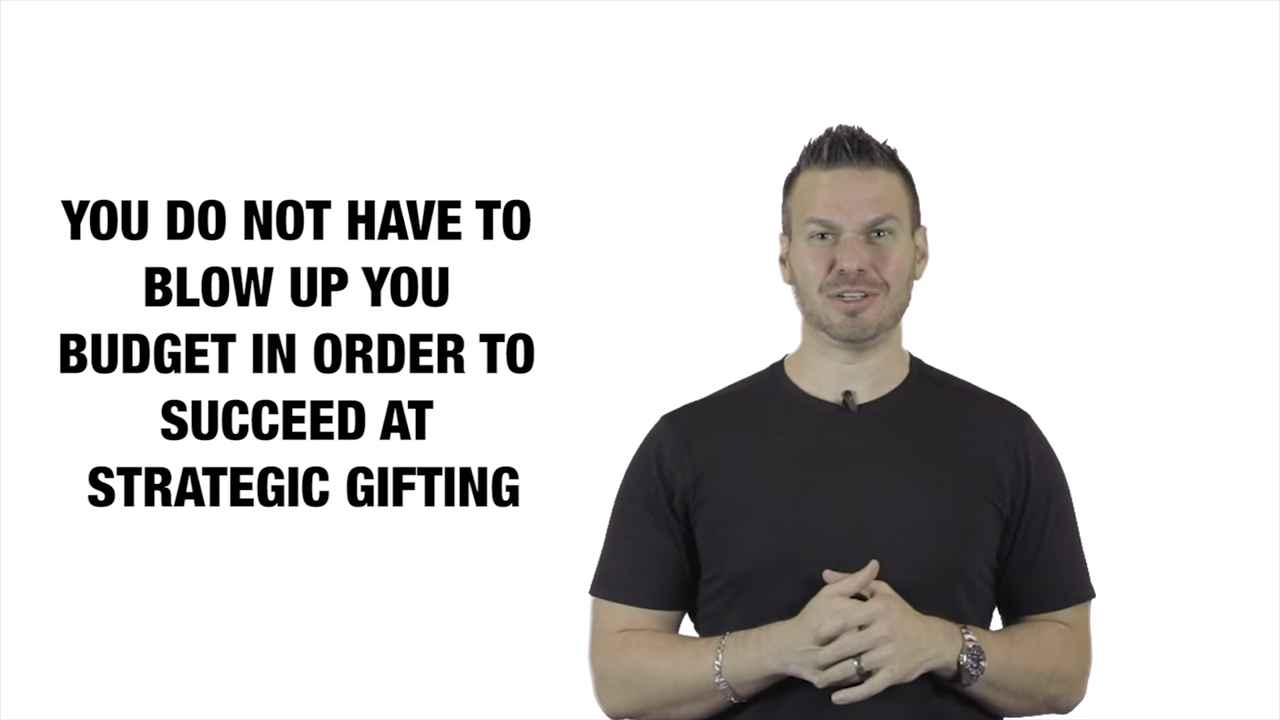 YOU DO NOT HAVE TO
BLOW UP YOU
BUDGET IN ORDER TO
SUCCEED AT
STRATEGIC GIFTING